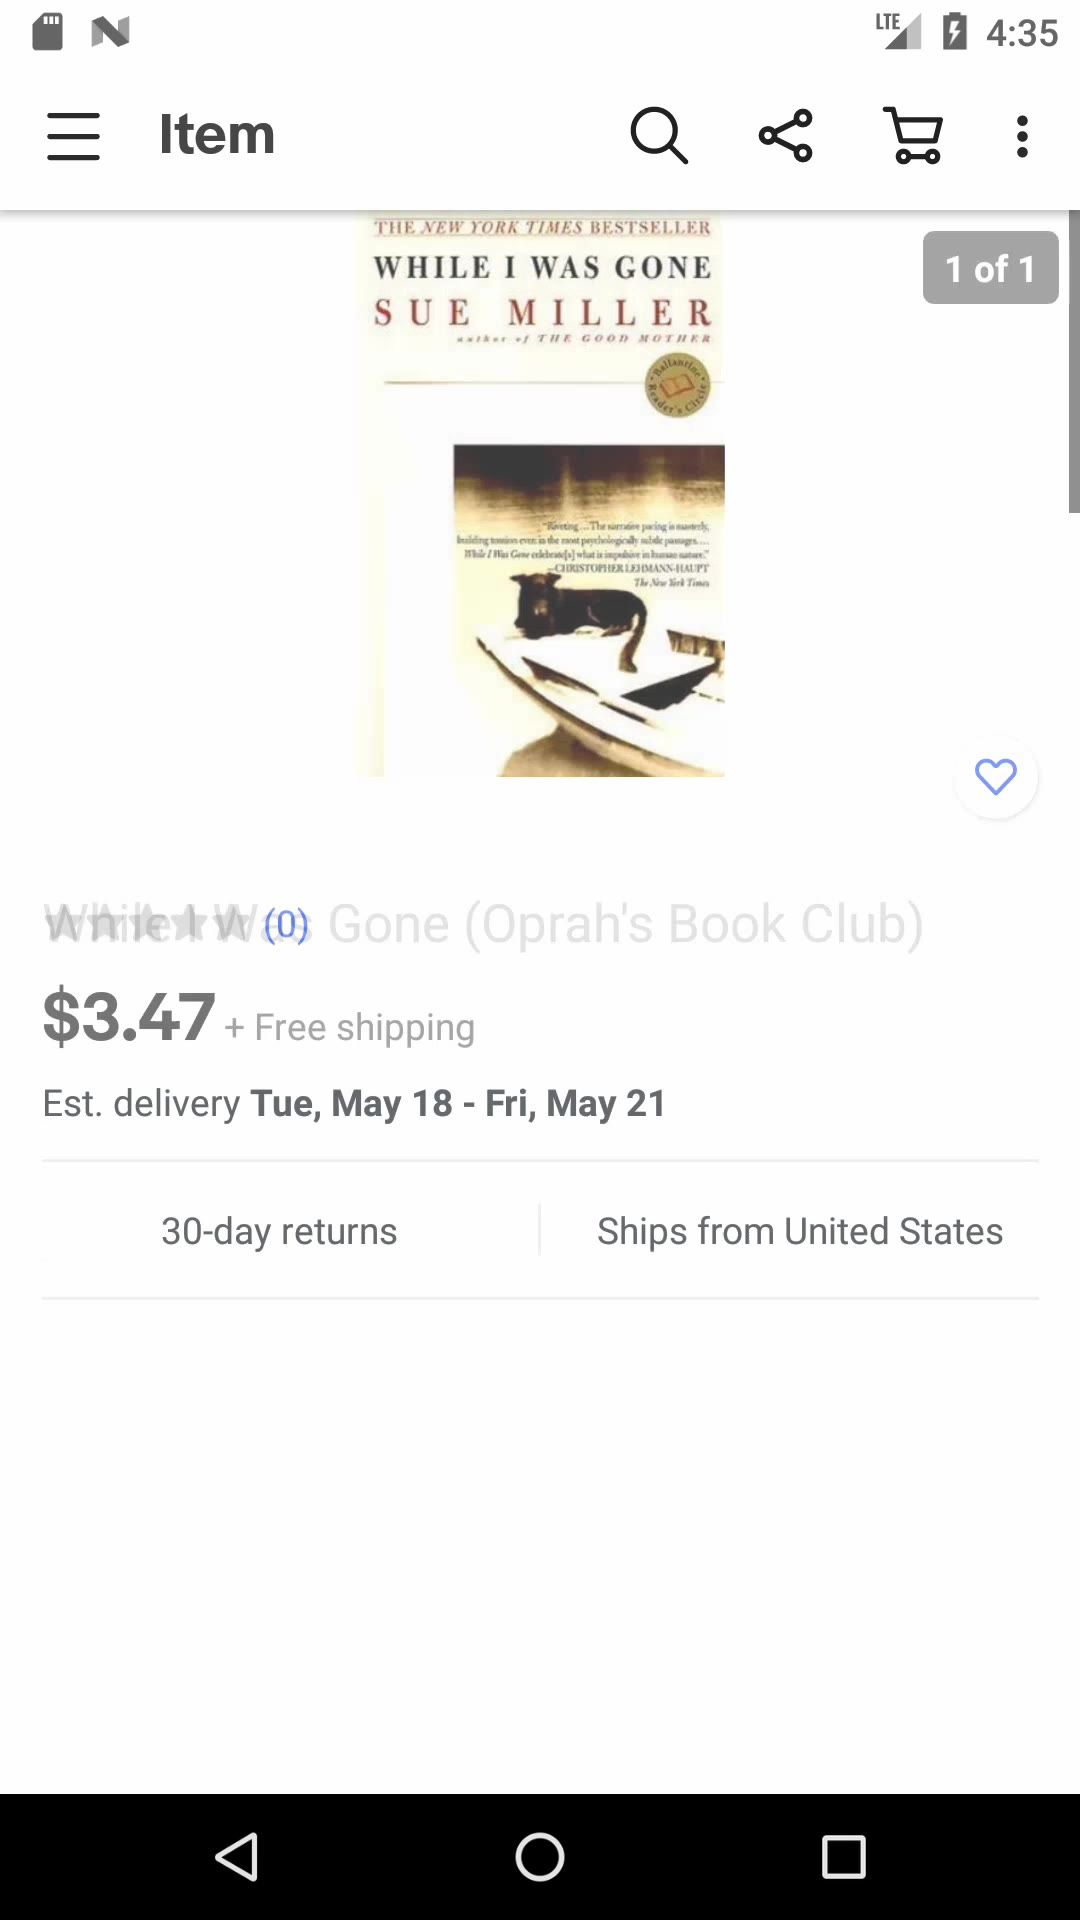 LTE 4:35
Item
1 of 1
THE NEW YORK TIMES BESTSELLER
WHILE I WAS GONE
SUE MILLER
author of THE GOOD MOTHER
Ballantine Reader's Circle
"Riveting...The narrative pacing is masterly,
building tension even in the most psychologically subtle passages....
While I Was Gone celebrate[s] what is impulsive in human nature."
—CHRISTOPHER LEHMANN-HAUPT
The New York Times
While I Was Gone (Oprah's Book Club)
(0)
$3.47 + Free shipping
Est. delivery Tue, May 18 - Fri, May 21
30-day returns
Ships from United States